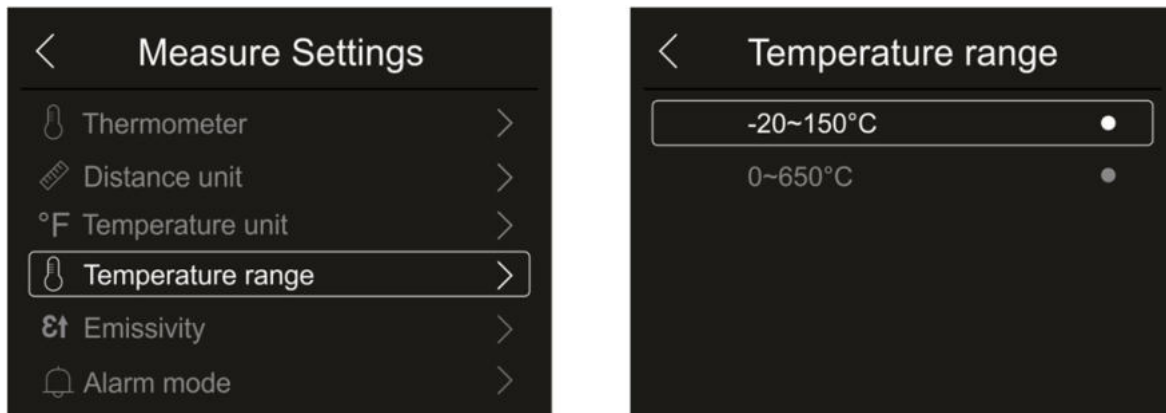 Measure Settings
Thermometer
Distance unit
°F Temperature unit
Temperature range
Ɛ↑ Emissivity
Alarm mode
Temperature range
-20~150°C
0~650°C